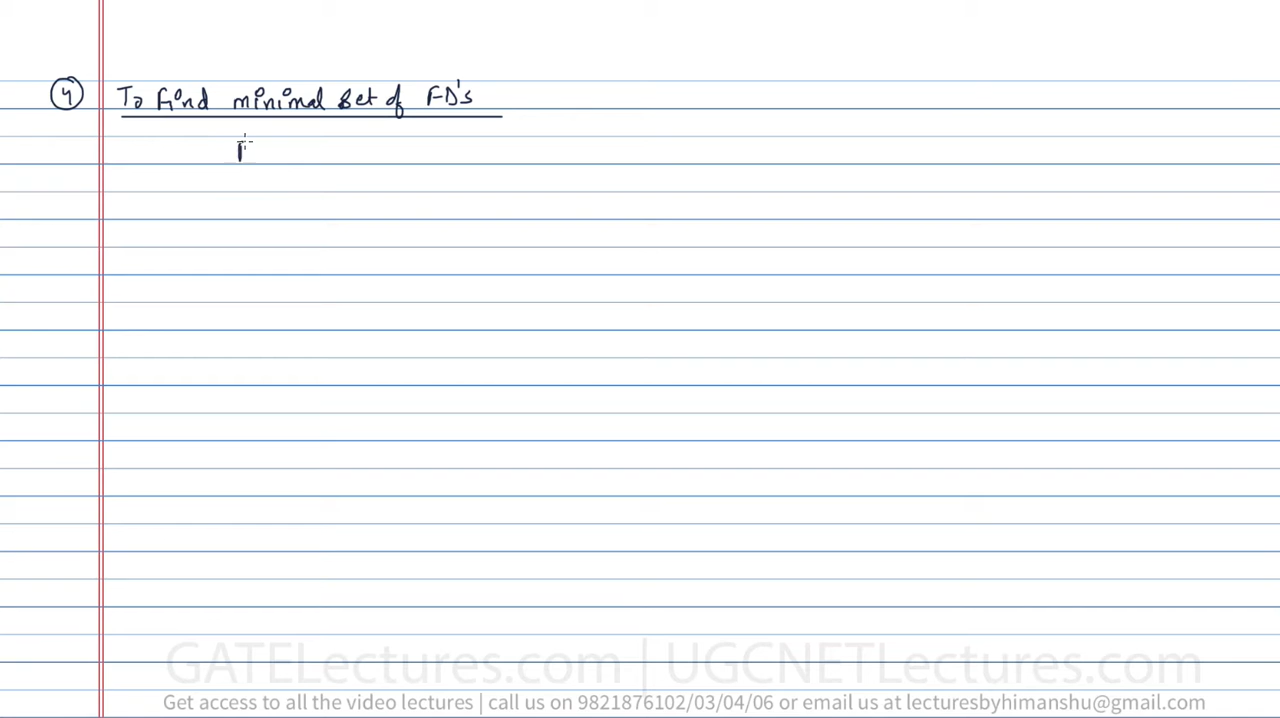 4 To find minimal set of FD's
GATELectures.com | UGCNETLectures.com
Get access to all the video lectures | call us on 9821876102/03/04/06 or email us at lecturesbyhimanshu@gmail.com